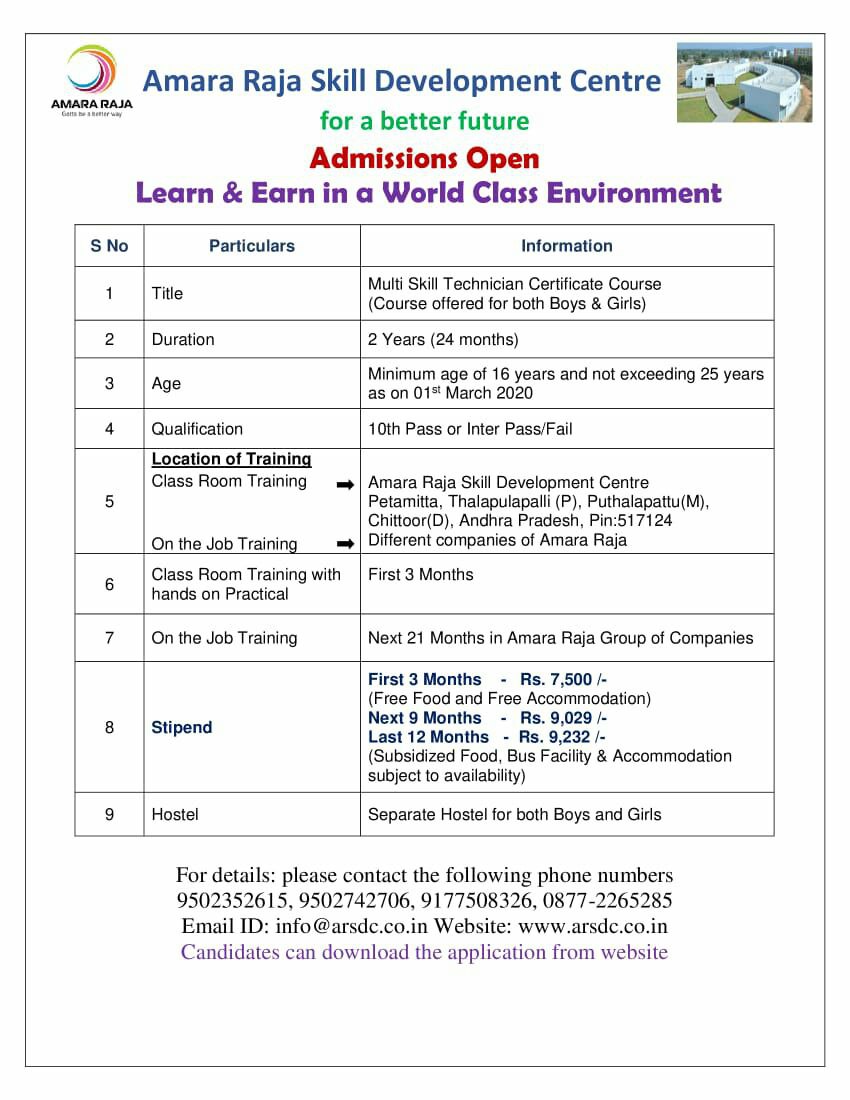 AMARA RAJA
Gotta be a better way
Amara Raja Skill Development Centre
for a better future
Admissions Open
Learn & Earn in a World Class Environment
S No Particulars Information
1 Title Multi Skill Technician Certificate Course
(Course offered for both Boys & Girls)
2 Duration 2 Years (24 months)
3 Age Minimum age of 16 years and not exceeding 25 years
as on 01st March 2020
4 Qualification 10th Pass or Inter Pass/Fail
5 Location of Training
Class Room Training ➡ Amara Raja Skill Development Centre
Petamitta, Thalapulapalli (P), Puthalapattu(M),
Chittoor(D), Andhra Pradesh, Pin:517124
On the Job Training ➡ Different companies of Amara Raja
6 Class Room Training with First 3 Months
hands on Practical
7 On the Job Training Next 21 Months in Amara Raja Group of Companies
8 Stipend First 3 Months - Rs. 7,500 /-
(Free Food and Free Accommodation)
Next 9 Months - Rs. 9,029 /-
Last 12 Months - Rs. 9,232 /-
(Subsidized Food, Bus Facility & Accommodation
subject to availability)
9 Hostel Separate Hostel for both Boys and Girls
For details: please contact the following phone numbers
9502352615, 9502742706, 9177508326, 0877-2265285
Email ID: info@arsdc.co.in Website: www.arsdc.co.in
Candidates can download the application from website